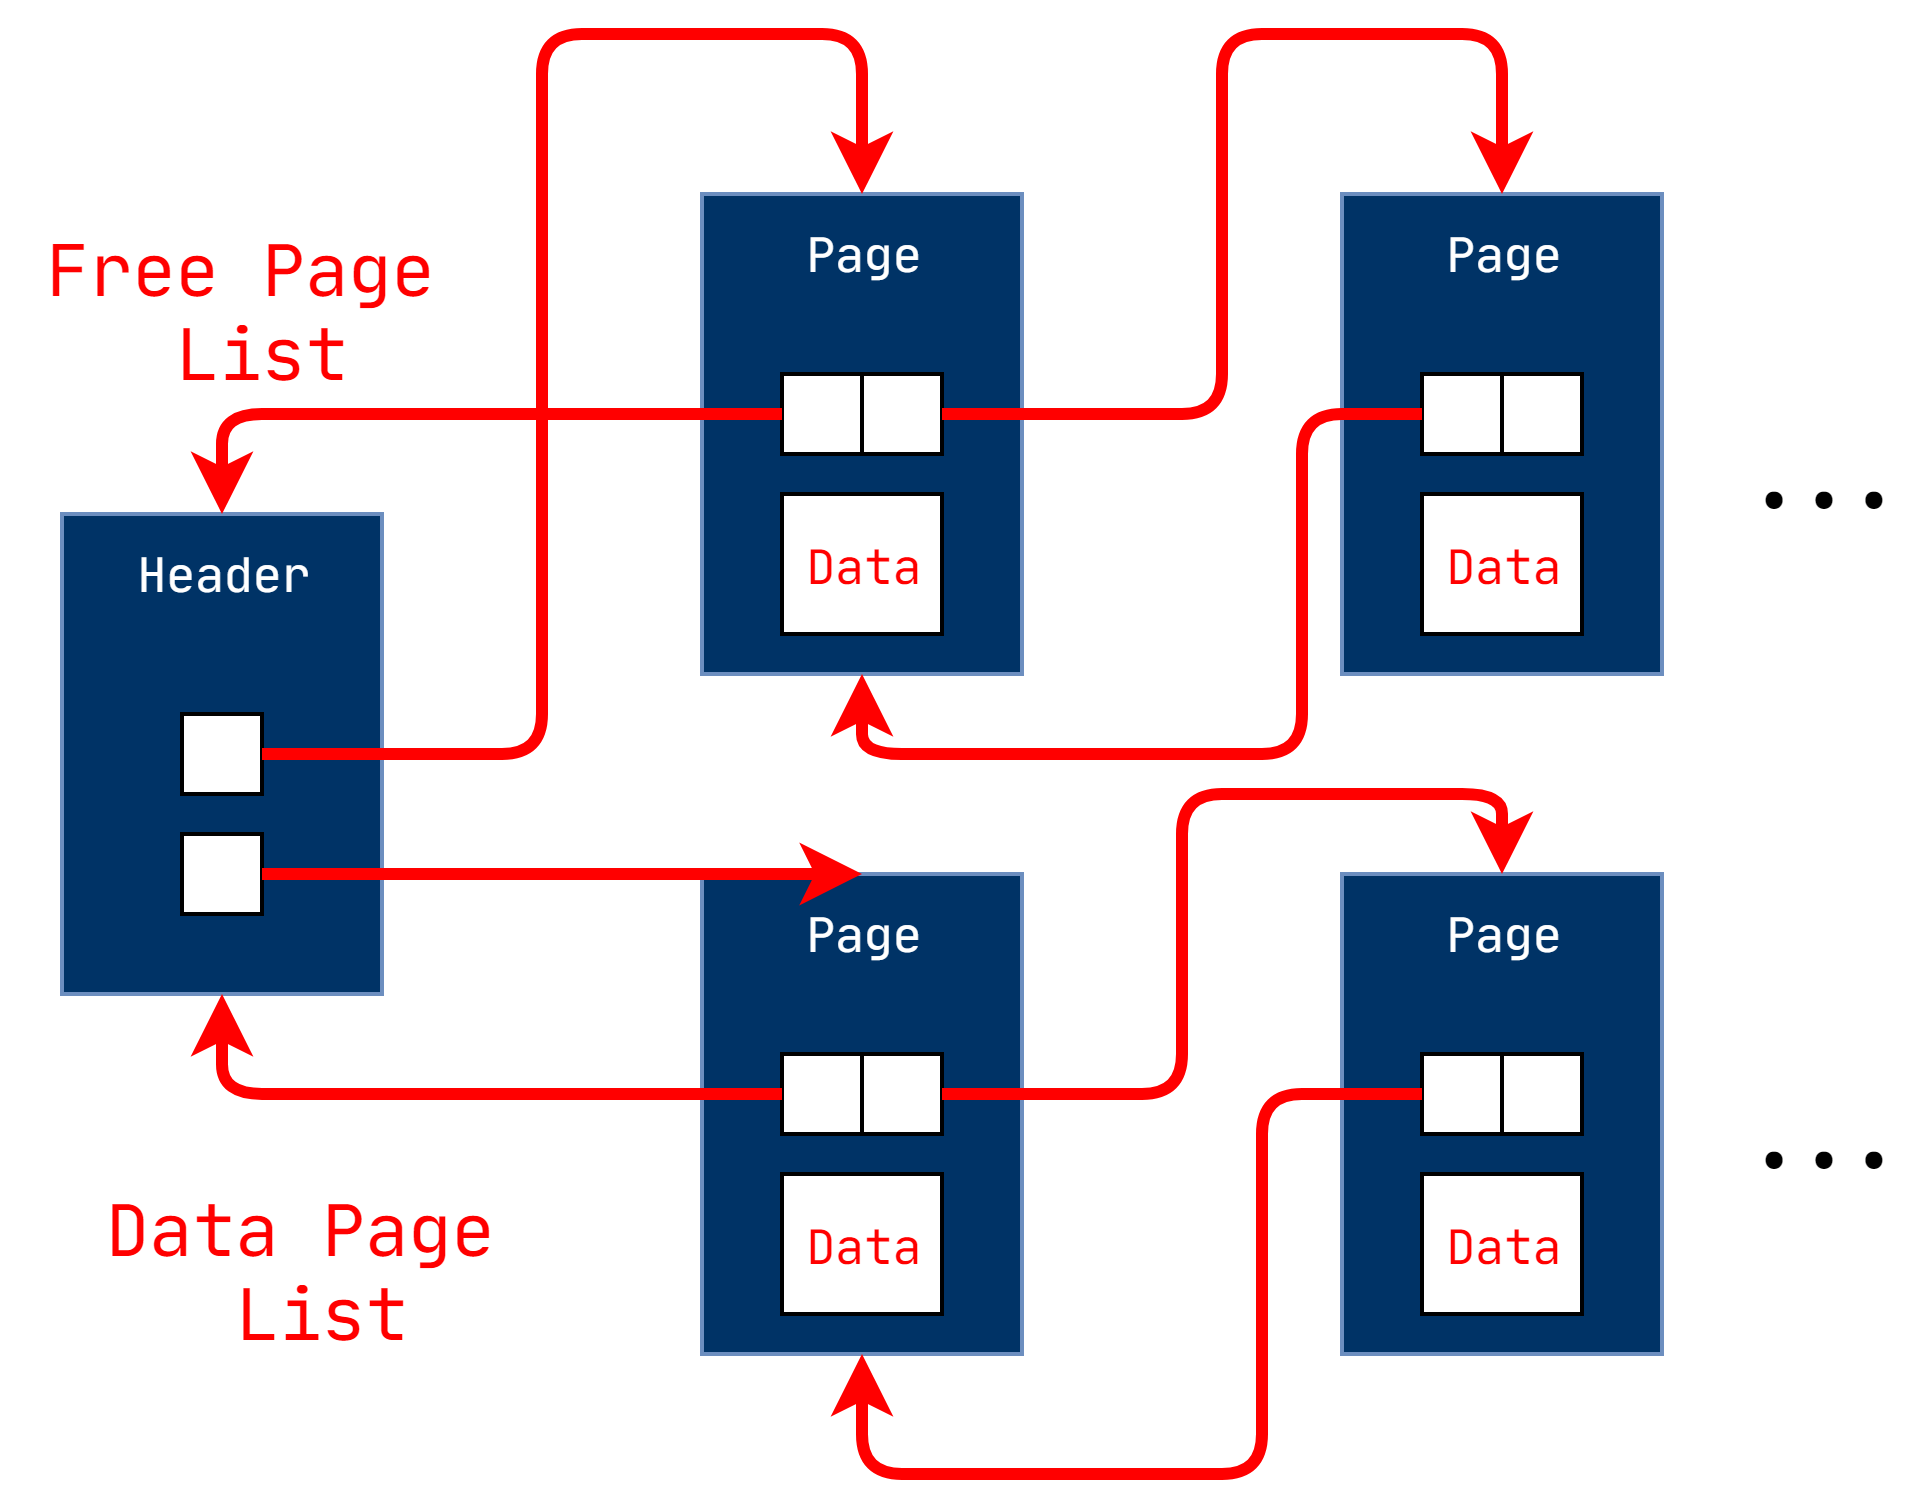 Free Page
List
Page
Page
Data
Data
...
Header
Page
Page
Data
Data
...
Data Page
List